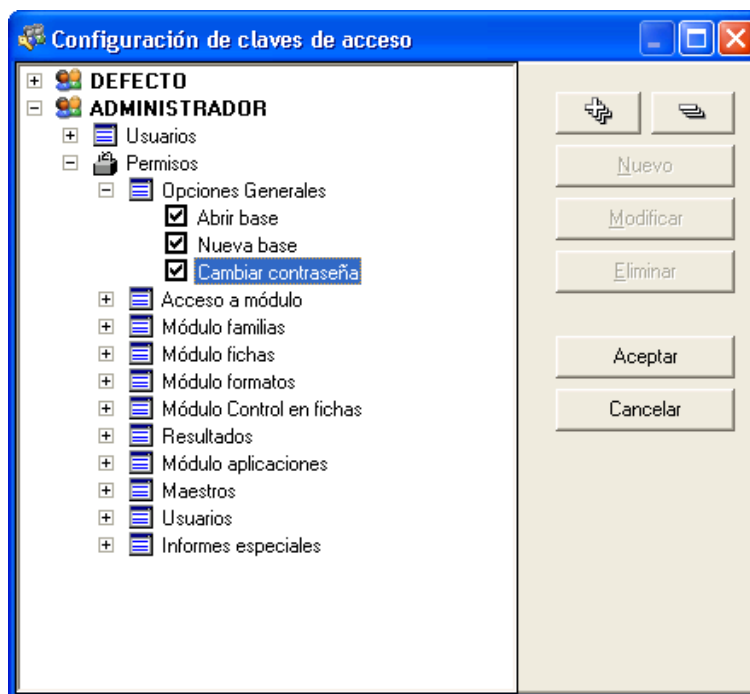 Configuración de claves de acceso
DEFECTO
ADMINISTRADOR
Usuarios
Permisos
Opciones Generales
Abrir base
Nueva base
Cambiar contraseña
Acceso a módulo
Módulo familias
Módulo fichas
Módulo formatos
Módulo Control en fichas
Resultados
Módulo aplicaciones
Maestros
Usuarios
Informes especiales
Nuevo
Modificar
Eliminar
Aceptar
Cancelar